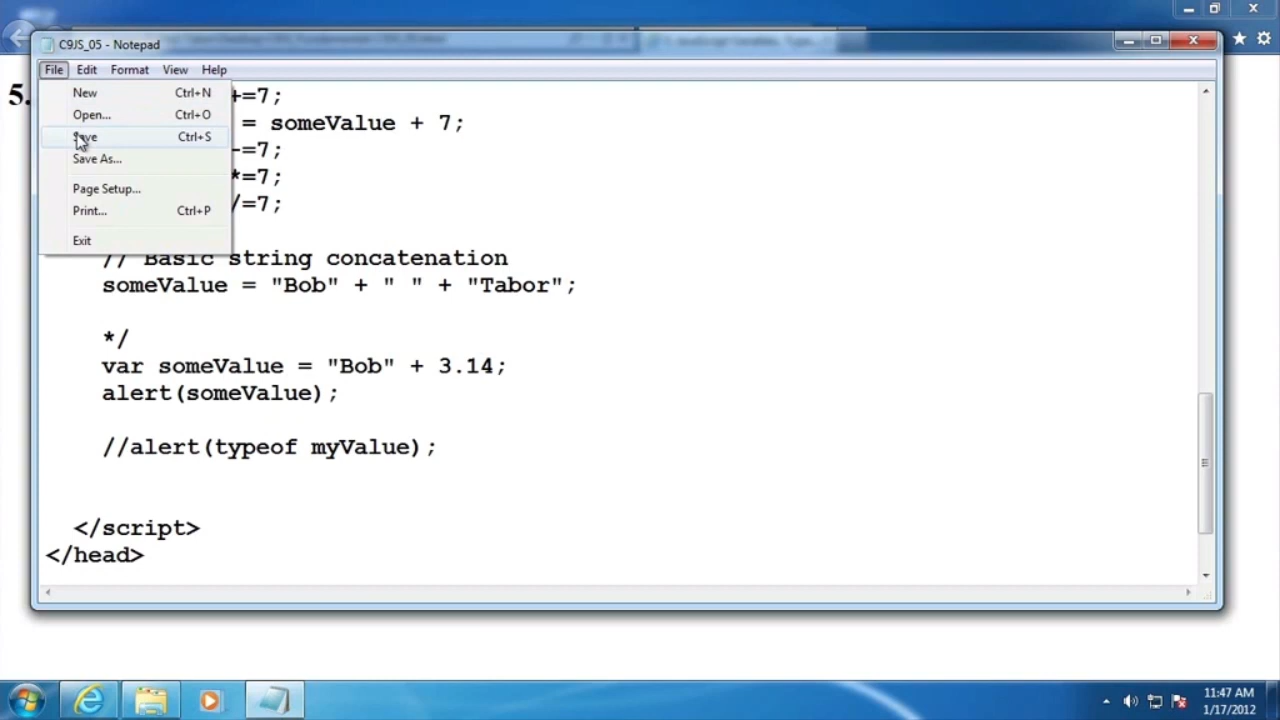 C9JS_05 - Notepad
File Edit Format View Help
5.
New Ctrl+N
Open... Ctrl+O
Save Ctrl+S
Save As...
Page Setup...
Print... Ctrl+P
Exit
+=7;
= someValue + 7;
-=7;
*=7;
/=7;
// Basic string concatenation
someValue = "Bob" + " " + "Tabor";
*/
var someValue = "Bob" + 3.14;
alert(someValue);
//alert(typeof myValue);
</script>
</head>
11:47 AM
1/17/2012